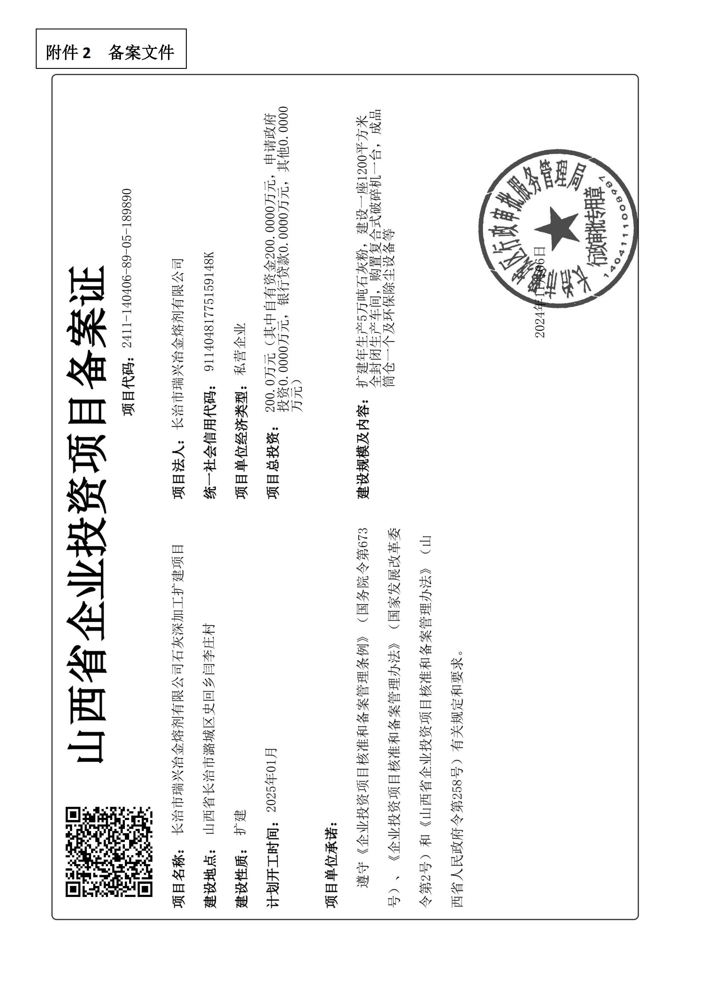 附件 2 备案文件
山西省企业投资项目备案证
项目代码：2411-140406-89-05-189890
项目名称：长治市瑞兴冶金熔剂有限公司石灰深加工扩建项目
建设地点：山西省长治市潞城区史回乡闫李庄村
建设性质：扩建
计划开工时间：2025年01月
项目单位承诺：
遵守《企业投资项目核准和备案管理条例》（国务院令第673
号）、《企业投资项目核准和备案管理办法》（国家发展改革委
令第2号）和《山西省企业投资项目核准和备案管理办法》（山
西省人民政府令第258号）有关规定和要求。
项目法人：长治市瑞兴冶金熔剂有限公司
统一社会信用代码：91140481775159148K
项目单位经济类型：私营企业
项目总投资：200.0万元（其中自有资金200.0000万元，申请政府
投资0.0000万元，银行贷款0.0000万元，其他0.0000
万元）
建设规模及内容：扩建年生产5万吨石灰粉，建设一座1200平方米
全封闭生产车间，购置复合式破碎机一台，成品
筒仓一个及环保除尘设备等
长治市潞城区行政审批服务管理局
行政审批专用章
1404111008987
2024年11月06日